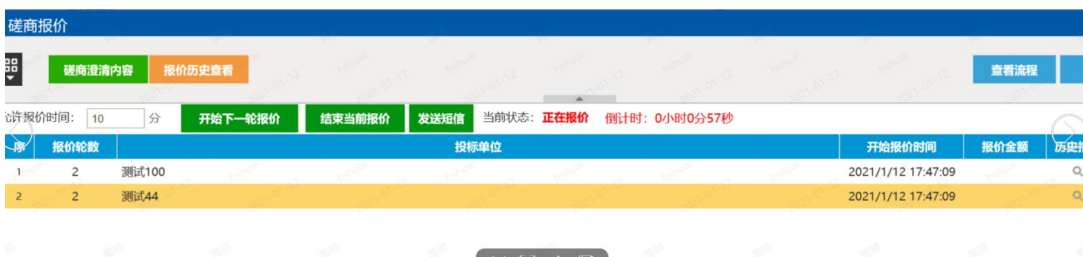 磋商报价
磋商澄清内容 报价历史查看 查看流程
允许报价时间： 10 分 开始下一轮报价 结束当前报价 发送短信 当前状态：正在报价 倒计时：0小时0分57秒
序 报价轮数 投标单位 开始报价时间 报价金额 历史报
1 2 测试100 2021/1/12 17:47:09
2 2 测试44 2021/1/12 17:47:09